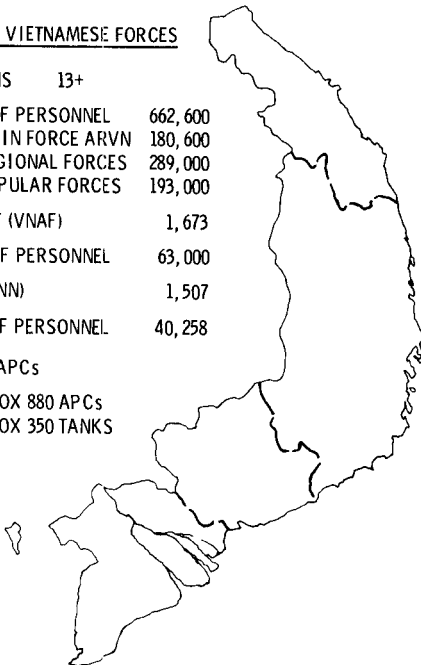 VIETNAMESE FORCES
NS 13+
F PERSONNEL 662,600
IN FORCE ARVN 180,600
GIONAL FORCES 289,000
PULAR FORCES 193,000
(VNAF) 1,673
F PERSONNEL 63,000
NN) 1,507
F PERSONNEL 40,258
APCs
OX 880 APCs
OX 350 TANKS